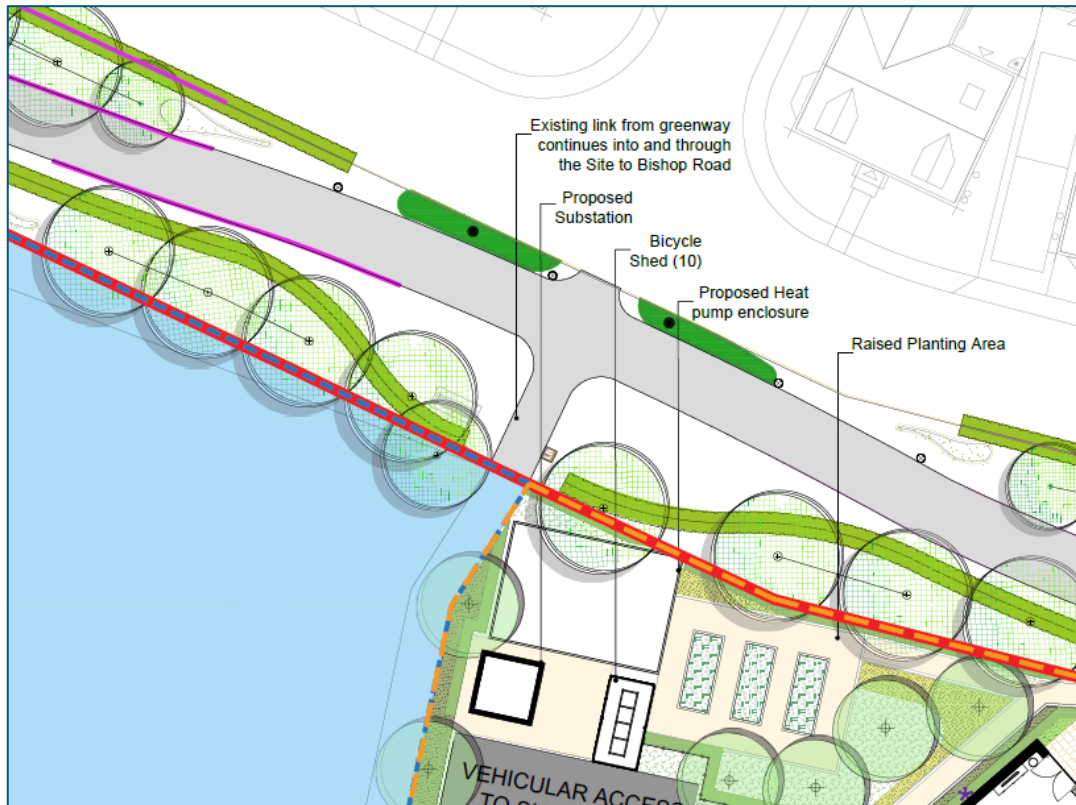 Existing link from greenway
continues into and through
the Site to Bishop Road
Proposed
Substation
Bicycle
Shed (10)
Proposed Heat
pump enclosure
Raised Planting Area
VEHICULAR ACCESS